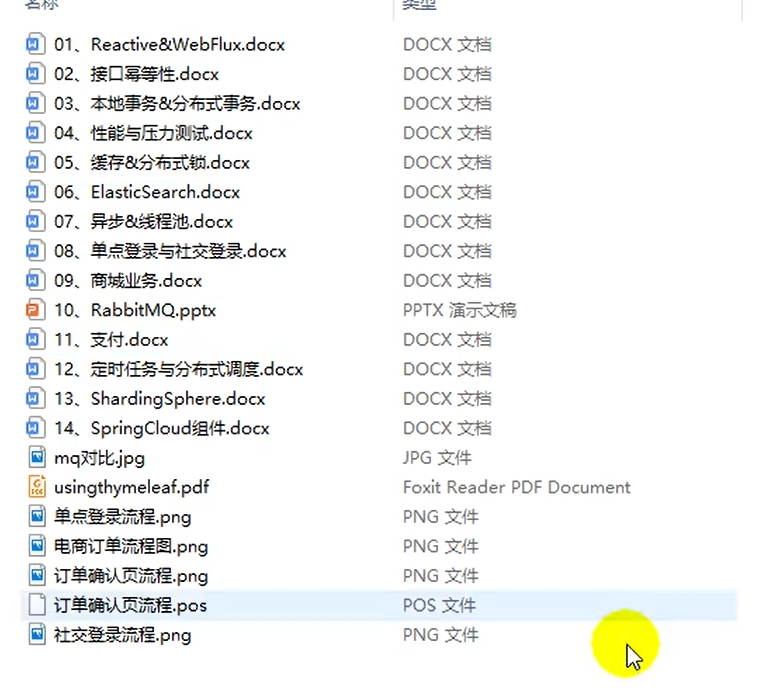 名称 类型
01、Reactive&WebFlux.docx DOCX 文档
02、接口幂等性.docx DOCX 文档
03、本地事务&分布式事务.docx DOCX 文档
04、性能与压力测试.docx DOCX 文档
05、缓存&分布式锁.docx DOCX 文档
06、ElasticSearch.docx DOCX 文档
07、异步&线程池.docx DOCX 文档
08、单点登录与社交登录.docx DOCX 文档
09、商城业务.docx DOCX 文档
10、RabbitMQ.pptx PPTX 演示文稿
11、支付.docx DOCX 文档
12、定时任务与分布式调度.docx DOCX 文档
13、ShardingSphere.docx DOCX 文档
14、SpringCloud组件.docx DOCX 文档
mq对比.jpg JPG 文件
usingthymeleaf.pdf Foxit Reader PDF Document
单点登录流程.png PNG 文件
电商订单流程图.png PNG 文件
订单确认页流程.png PNG 文件
订单确认页流程.pos POS 文件
社交登录流程.png PNG 文件